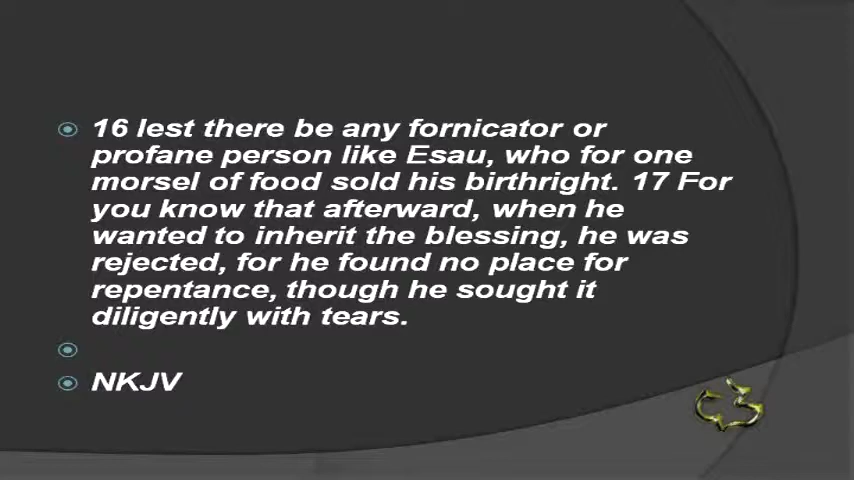 16 lest there be any fornicator or
profane person like Esau, who for one
morsel of food sold his birthright. 17 For
you know that afterward, when he
wanted to inherit the blessing, he was
rejected, for he found no place for
repentance, though he sought it
diligently with tears.
NKJV